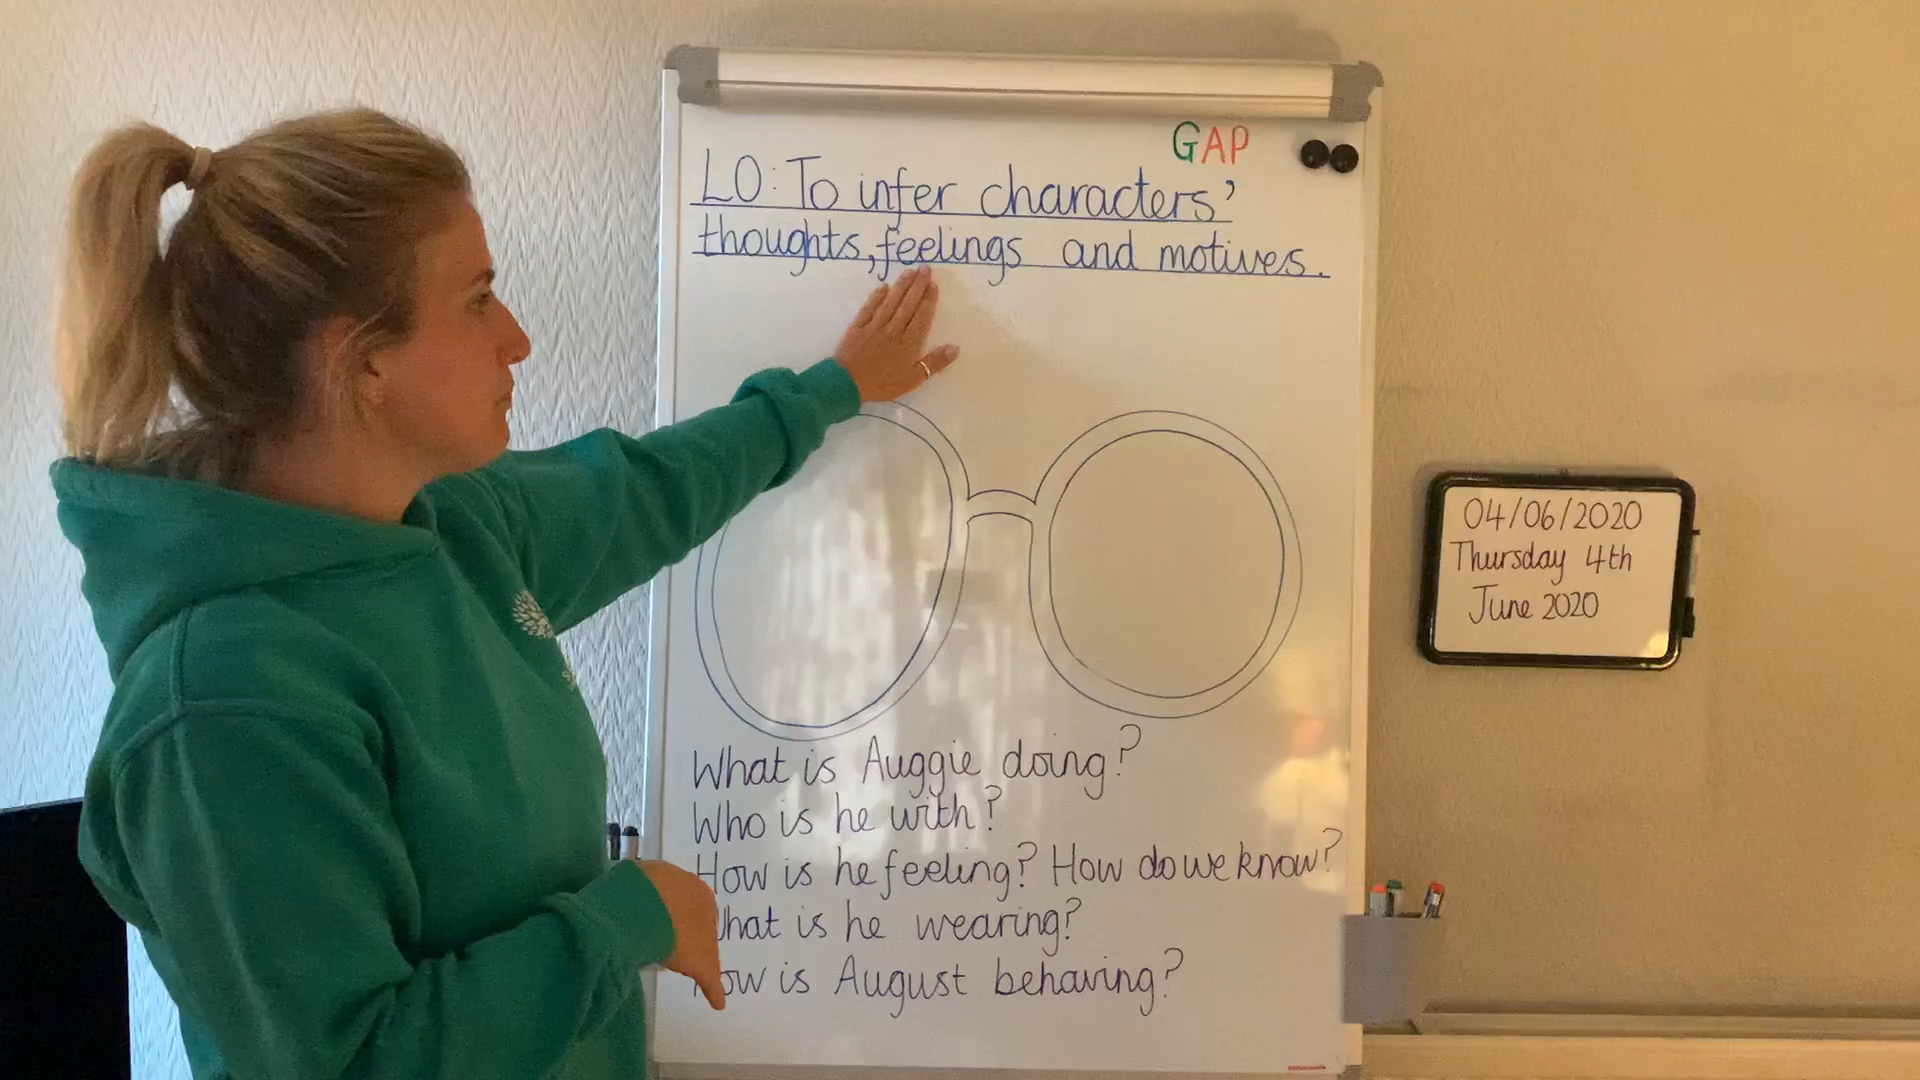 GAP
LO: To infer characters'
thoughts, feelings and motives.
What is Auggie doing?
Who is he with?
How is he feeling? How do we know?
What is he wearing?
How is August behaving?
04/06/2020
Thursday 4th
June 2020